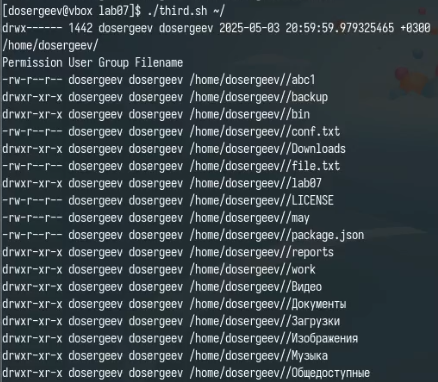 [dosergeev@vbox lab07]$ ./third.sh ~/
drwx------ 1442 dosergeev dosergeev 2025-05-03 20:59:59.979325465 +0300
/home/dosergeev/
Permission User Group Filename
-rw-r--r-- dosergeev dosergeev /home/dosergeev//abc1
drwxr-xr-x dosergeev dosergeev /home/dosergeev//backup
drwxr-xr-x dosergeev dosergeev /home/dosergeev//bin
-rw-r--r-- dosergeev dosergeev /home/dosergeev//conf.txt
drwxr-xr-x dosergeev dosergeev /home/dosergeev//Downloads
-rw-r--r-- dosergeev dosergeev /home/dosergeev//file.txt
drwxr-xr-x dosergeev dosergeev /home/dosergeev//lab07
-rw-r--r-- dosergeev dosergeev /home/dosergeev//LICENSE
-rw-r--r-- dosergeev dosergeev /home/dosergeev//may
-rw-r--r-- dosergeev dosergeev /home/dosergeev//package.json
drwxr-xr-x dosergeev dosergeev /home/dosergeev//reports
drwxr-xr-x dosergeev dosergeev /home/dosergeev//work
drwxr-xr-x dosergeev dosergeev /home/dosergeev//Видео
drwxr-xr-x dosergeev dosergeev /home/dosergeev//Документы
drwxr-xr-x dosergeev dosergeev /home/dosergeev//Загрузки
drwxr-xr-x dosergeev dosergeev /home/dosergeev//Изображения
drwxr-xr-x dosergeev dosergeev /home/dosergeev//Музыка
drwxr-xr-x dosergeev dosergeev /home/dosergeev//Общедоступные